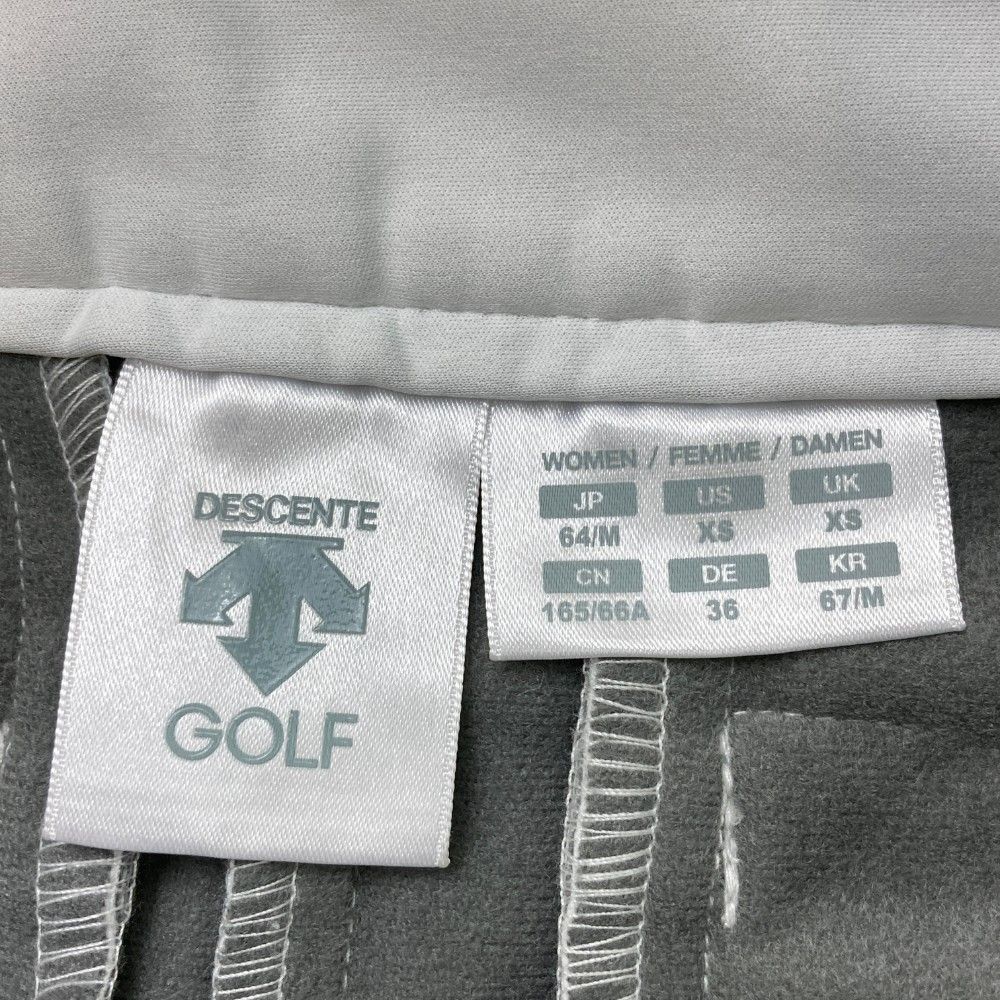 DESCENTE
GOLF
WOMEN / FEMME / DAMEN
JP US UK
64/M XS XS
CN DE KR
165/66A 36 67/M